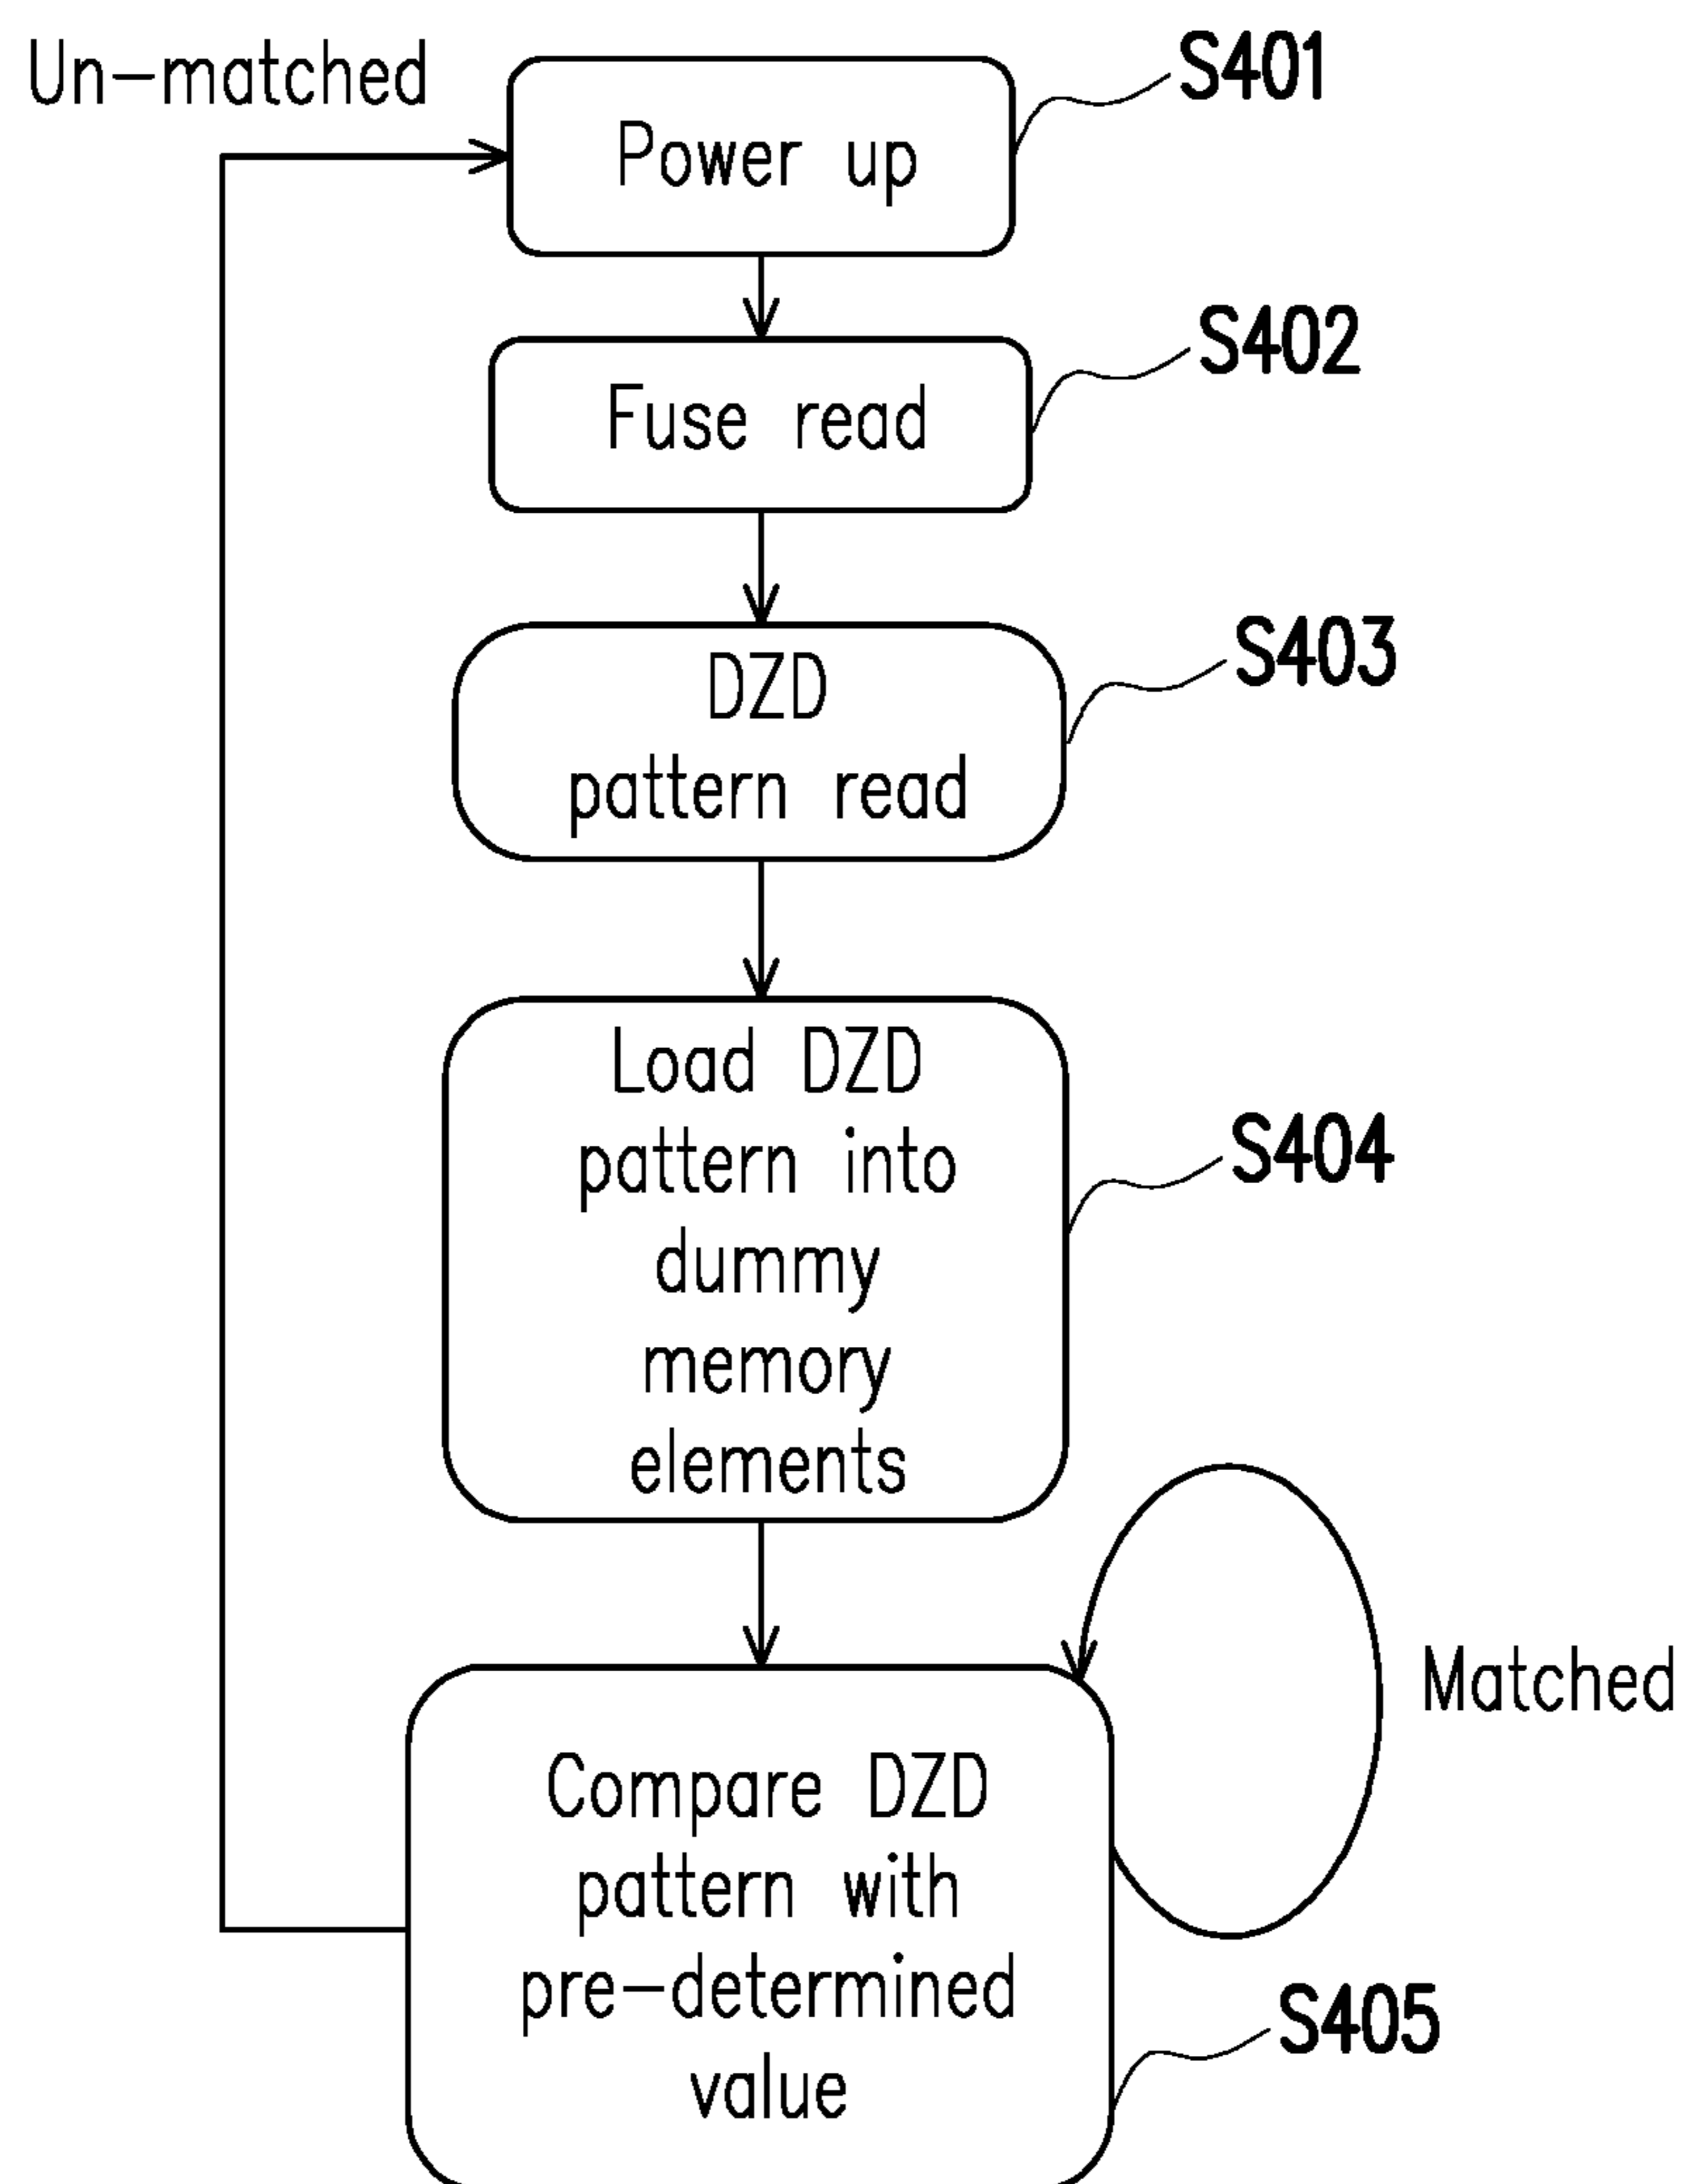 Un-matched
S401
Power up
S402
Fuse read
S403
DZD
pattern read
Load DZD
pattern into
dummy
memory
elements
S404
Matched
Compare DZD
pattern with
pre-determined
value
S405